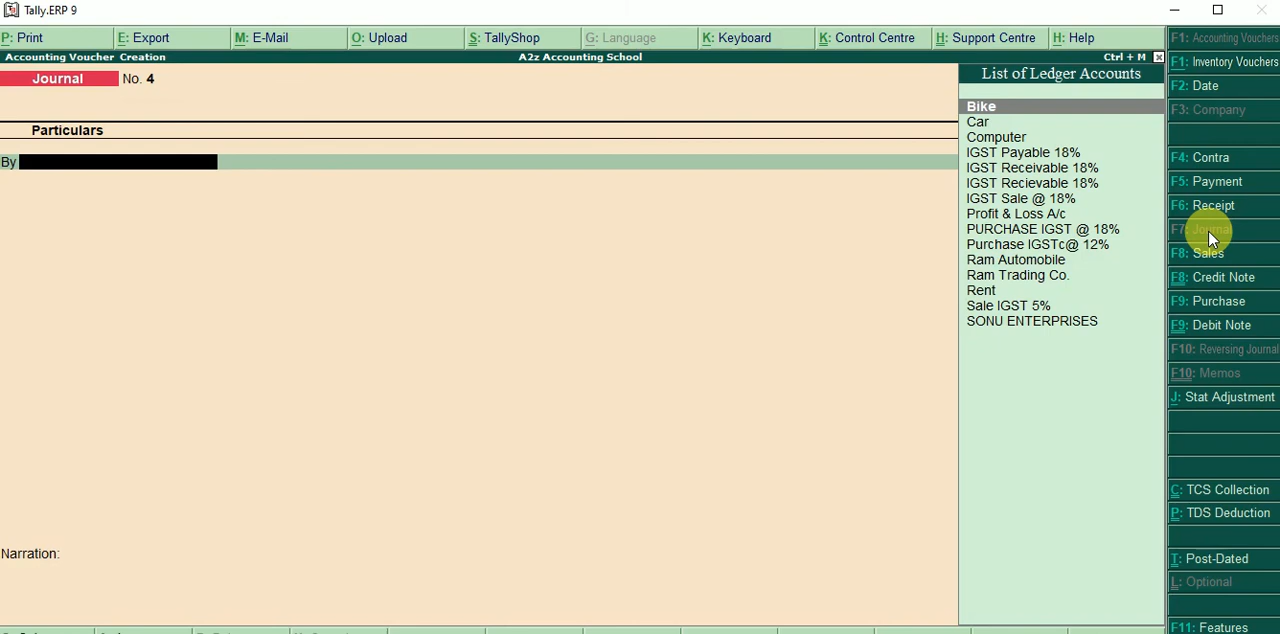 Tally.ERP 9
P: Print
E: Export
M: E-Mail
O: Upload
S: TallyShop
G: Language
K: Keyboard
K: Control Centre
H: Support Centre
H: Help
Accounting Voucher Creation
A2z Accounting School
Ctrl + M
Journal No. 4
Particulars
By
Narration:
List of Ledger Accounts
Bike
Car
Computer
IGST Payable 18%
IGST Receivable 18%
IGST Recievable 18%
IGST Sale @ 18%
Profit & Loss A/c
PURCHASE IGST @ 18%
Purchase IGSTc@ 12%
Ram Automobile
Ram Trading Co.
Rent
Sale IGST 5%
SONU ENTERPRISES
F1: Accounting Vouchers
F1: Inventory Vouchers
F2: Date
F3: Company
F4: Contra
F5: Payment
F6: Receipt
F7: Journal
F8: Sales
F8: Credit Note
F9: Purchase
F9: Debit Note
F10: Reversing Journal
F10: Memos
J: Stat Adjustment
C: TCS Collection
P: TDS Deduction
T: Post-Dated
L: Optional
F11: Features